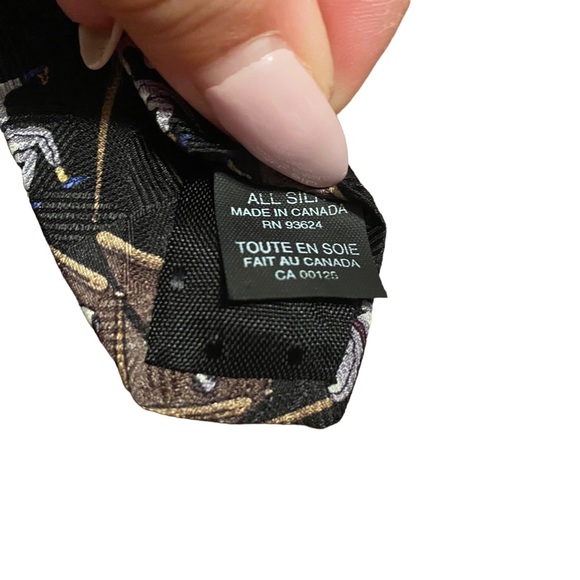 ALL SILK
MADE IN CANADA
RN 93624
TOUTE EN SOIE
FAIT AU CANADA
CA 00125